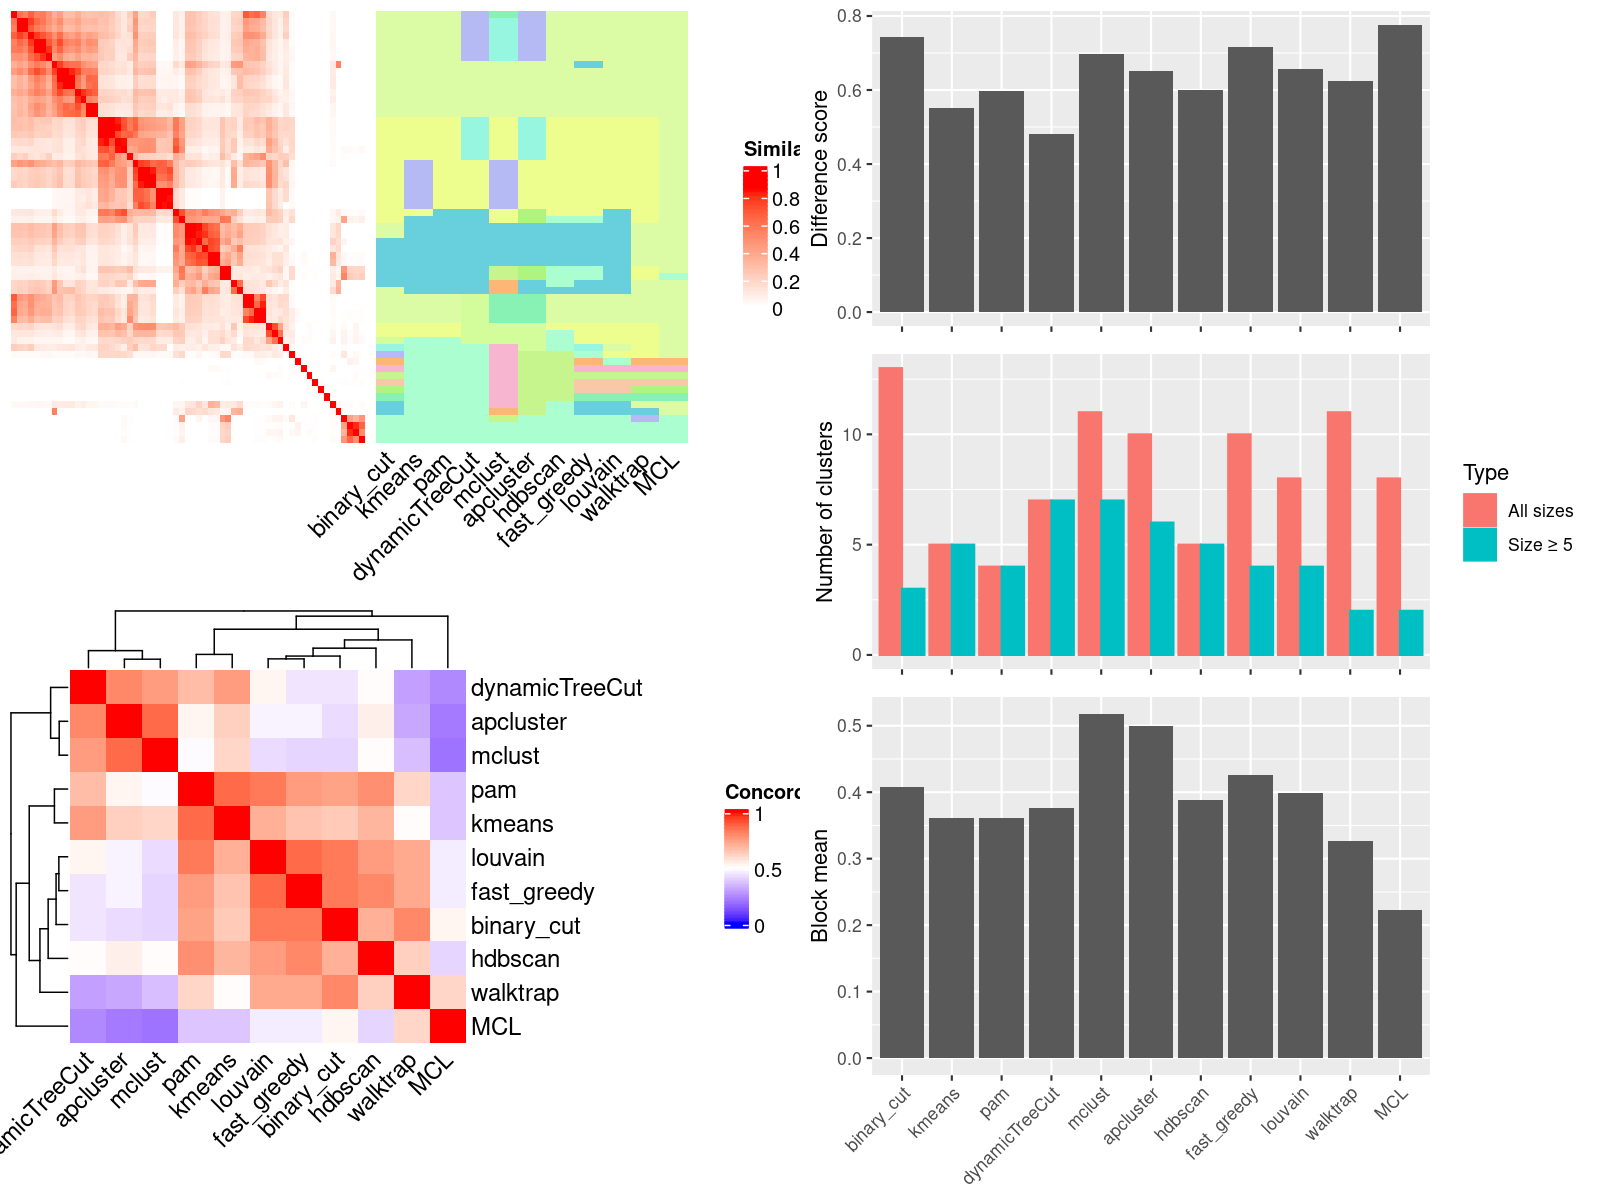 Simila
1
0.8
0.6
0.4
0.2
0
binary_cut
kmeans
pam
dynamicTreeCut
mclust
apcluster
hdbscan
fast_greedy
louvain
walktrap
MCL
dynamicTreeCut
apcluster
mclust
pam
kmeans
louvain
fast_greedy
binary_cut
hdbscan
walktrap
MCL
Concord
1
0.5
0
amicTreeCut
apcluster
mclust
pam
kmeans
louvain
fast_greedy
binary_cut
hdbscan
walktrap
MCL
Difference score
0.8
0.6
0.4
0.2
0.0
Number of clusters
10
5
0
Type
All sizes
Size ≥ 5
Block mean
0.5
0.4
0.3
0.2
0.1
0.0
binary_cut
kmeans
pam
dynamicTreeCut
mclust
apcluster
hdbscan
fast_greedy
louvain
walktrap
MCL